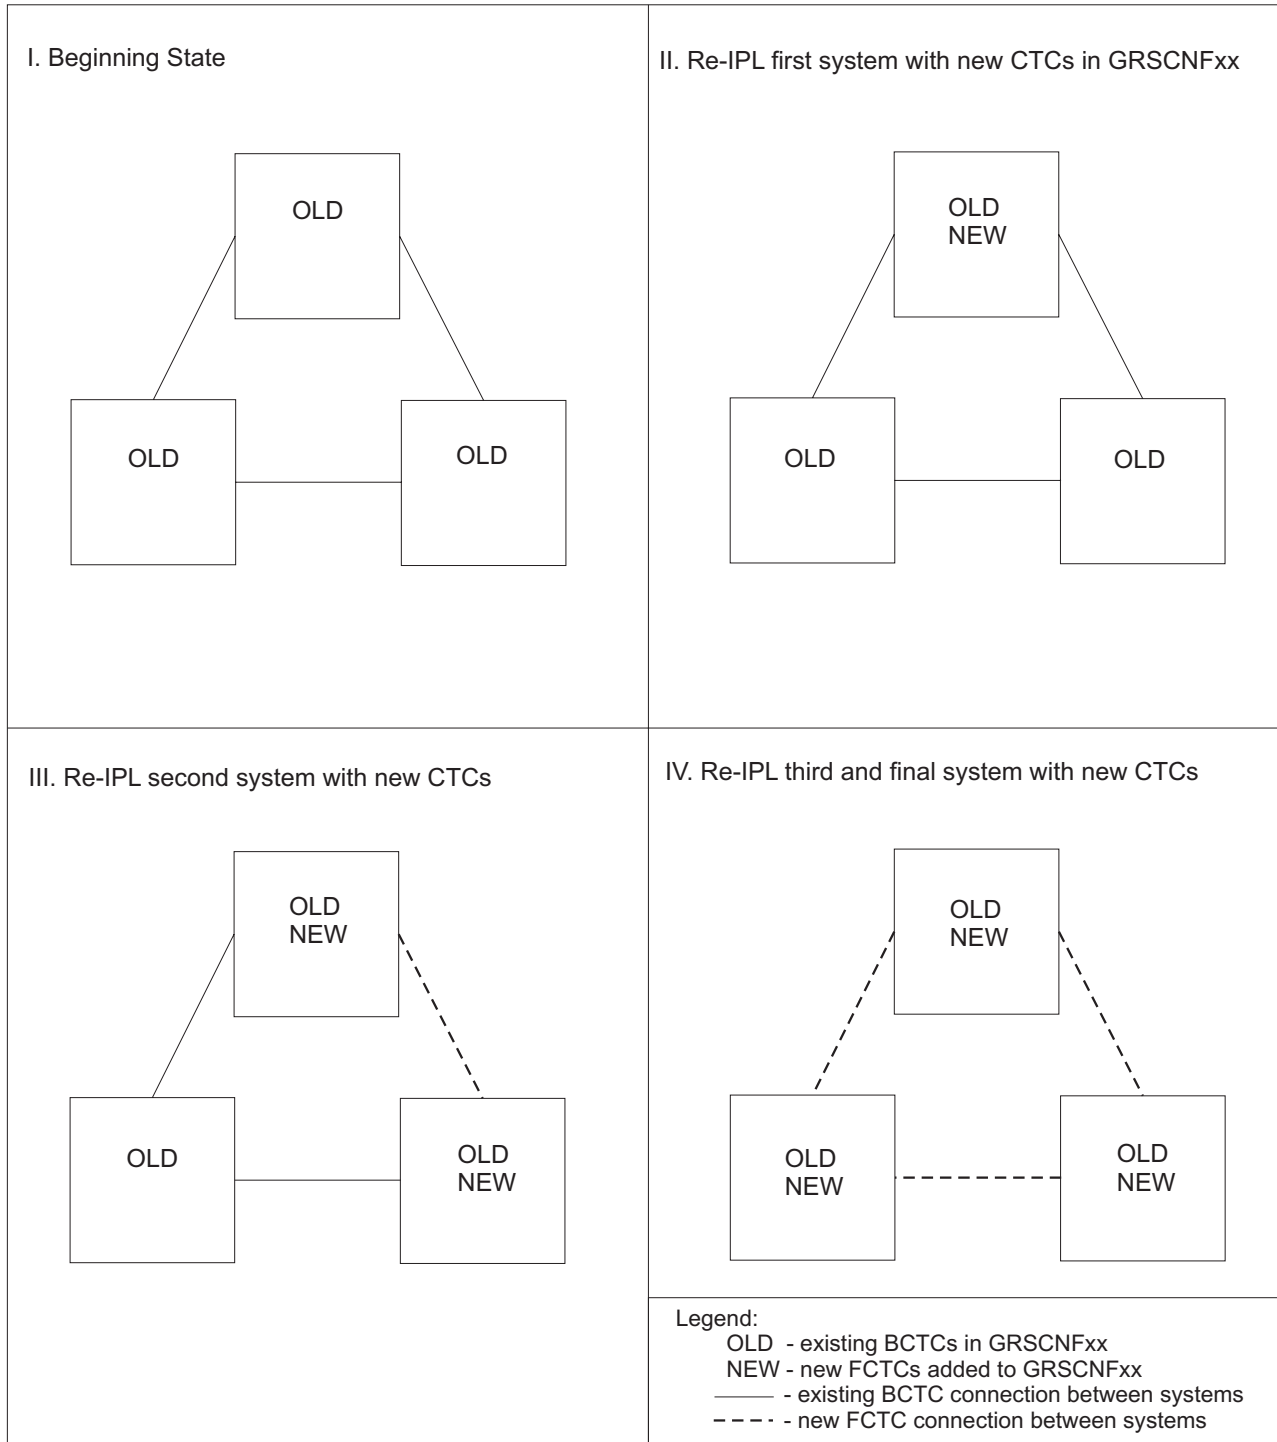 I. Beginning State
OLD
OLD
OLD
II. Re-IPL first system with new CTCs in GRSCNFxx
OLD
NEW
OLD
OLD
III. Re-IPL second system with new CTCs
OLD
NEW
OLD
OLD
NEW
IV. Re-IPL third and final system with new CTCs
OLD
NEW
OLD
NEW
OLD
NEW
Legend:
OLD - existing BCTCs in GRSCNFxx
NEW - new FCTCs added to GRSCNFxx
- existing BCTC connection between systems
- new FCTC connection between systems